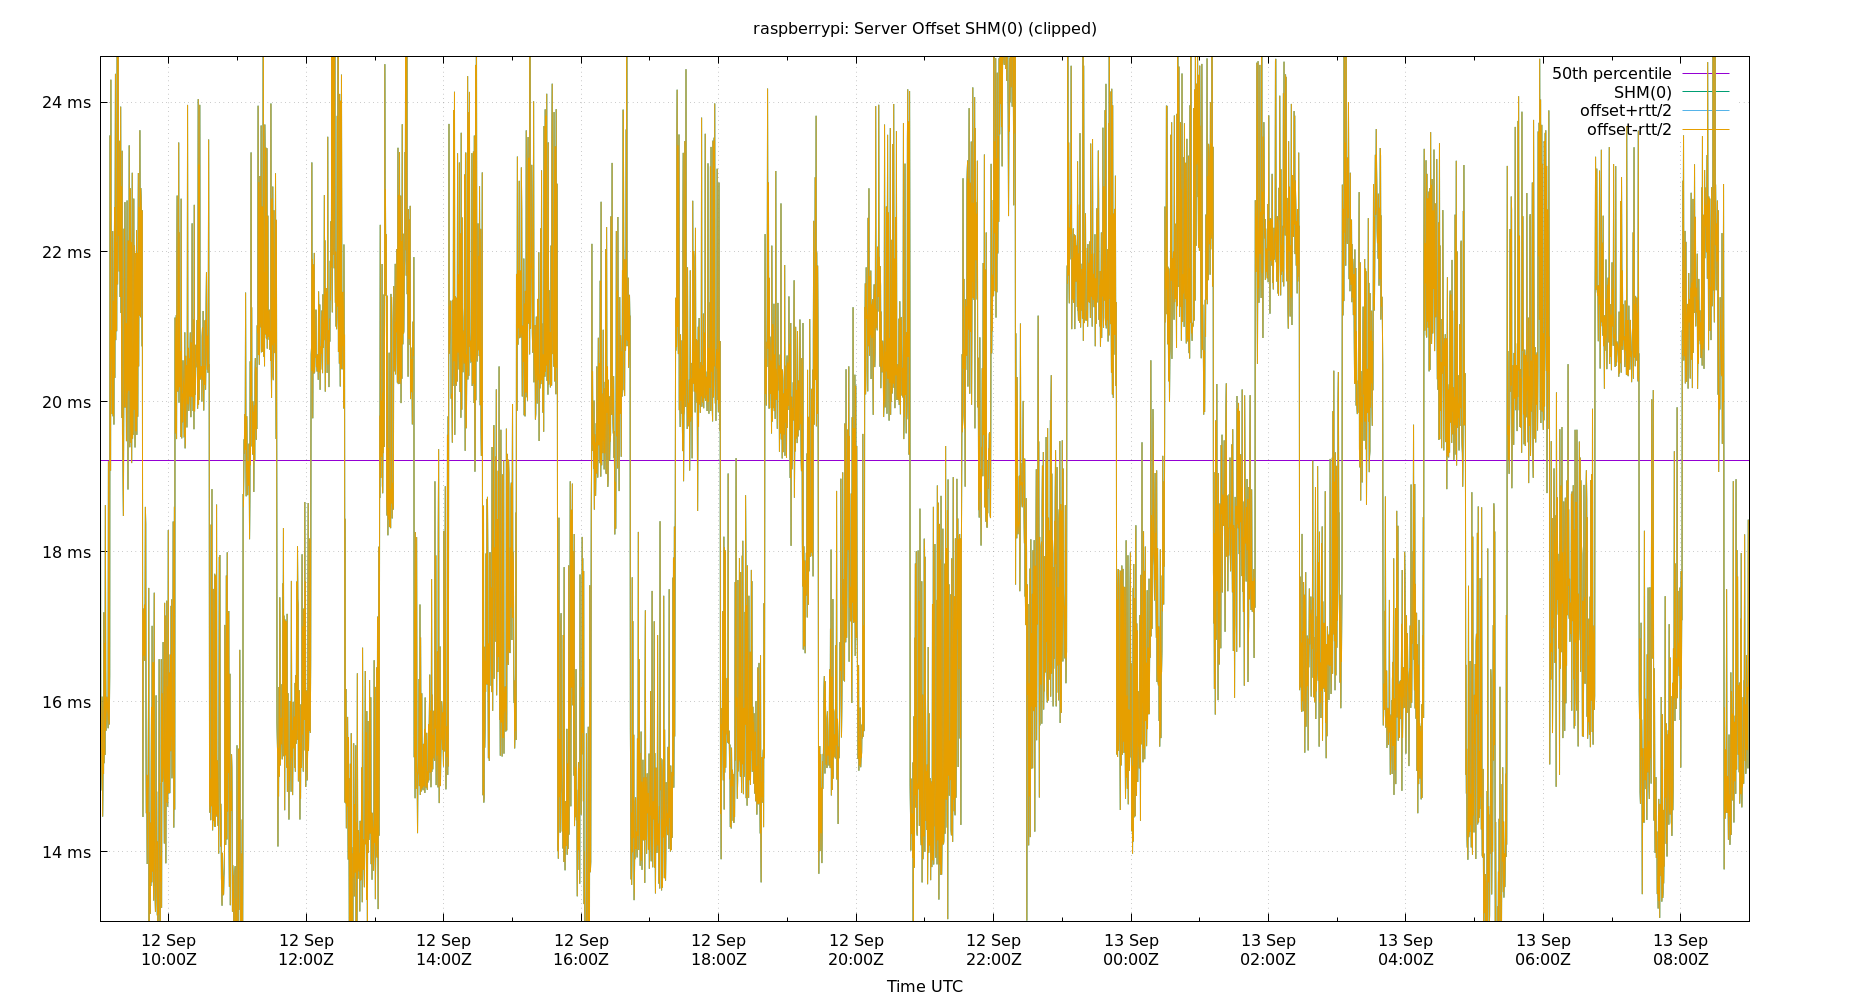 raspberrypi: Server Offset SHM(0) (clipped)
50th percentile
SHM(0)
offset+rtt/2
offset-rtt/2
24 ms
22 ms
20 ms
18 ms
16 ms
14 ms
12 Sep 12 Sep 12 Sep 12 Sep 12 Sep 12 Sep 12 Sep 13 Sep 13 Sep 13 Sep 13 Sep 13 Sep
10:00Z 12:00Z 14:00Z 16:00Z 18:00Z 20:00Z 22:00Z 00:00Z 02:00Z 04:00Z 06:00Z 08:00Z
Time UTC